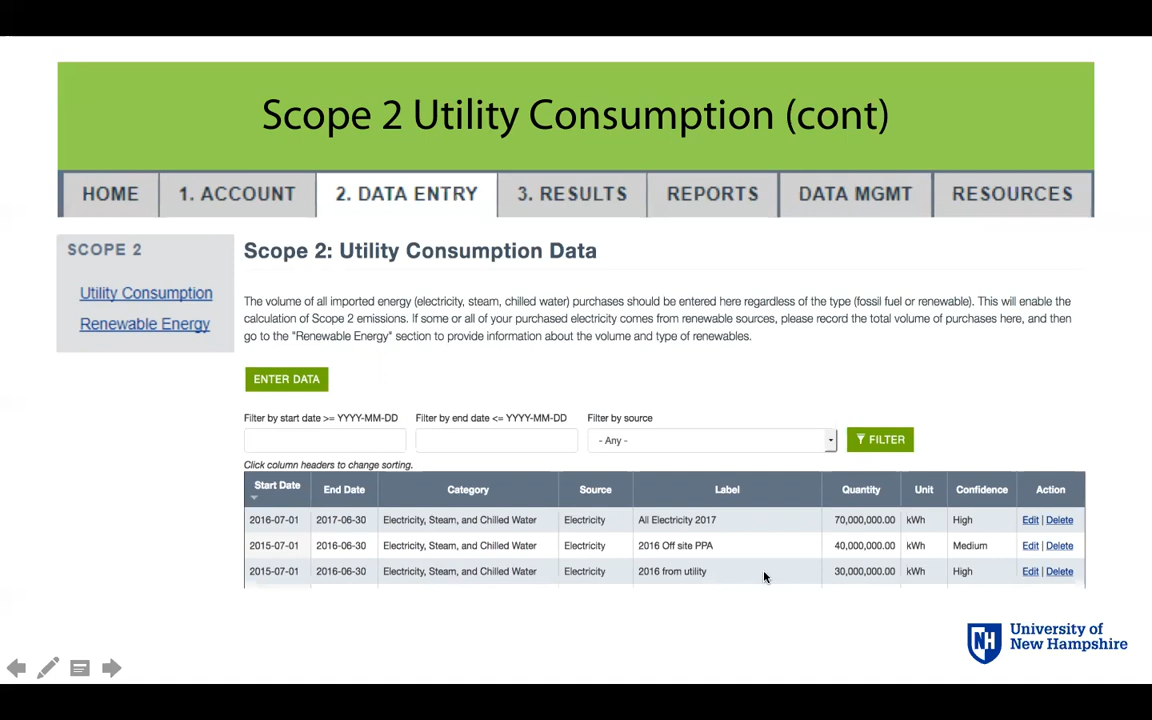 Scope 2 Utility Consumption (cont)
HOME 1. ACCOUNT 2. DATA ENTRY 3. RESULTS REPORTS DATA MGMT RESOURCES
SCOPE 2
Utility Consumption
Renewable Energy
Scope 2: Utility Consumption Data
The volume of all imported energy (electricity, steam, chilled water) purchases should be entered here regardless of the type (fossil fuel or renewable). This will enable the
calculation of Scope 2 emissions. If some or all of your purchased electricity comes from renewable sources, please record the total volume of purchases here, and then
go to the "Renewable Energy" section to provide information about the volume and type of renewables.
ENTER DATA
Filter by start date >= YYYY-MM-DD Filter by end date <= YYYY-MM-DD Filter by source
- Any - FILTER
Click column headers to change sorting.
Start Date End Date Category Source Label Quantity Unit Confidence Action
2016-07-01 2017-06-30 Electricity, Steam, and Chilled Water Electricity All Electricity 2017 70,000,000.00 kWh High Edit | Delete
2015-07-01 2016-06-30 Electricity, Steam, and Chilled Water Electricity 2016 Off site PPA 40,000,000.00 kWh Medium Edit | Delete
2015-07-01 2016-06-30 Electricity, Steam, and Chilled Water Electricity 2016 from utility 30,000,000.00 kWh High Edit | Delete
NH
University of
New Hampshire